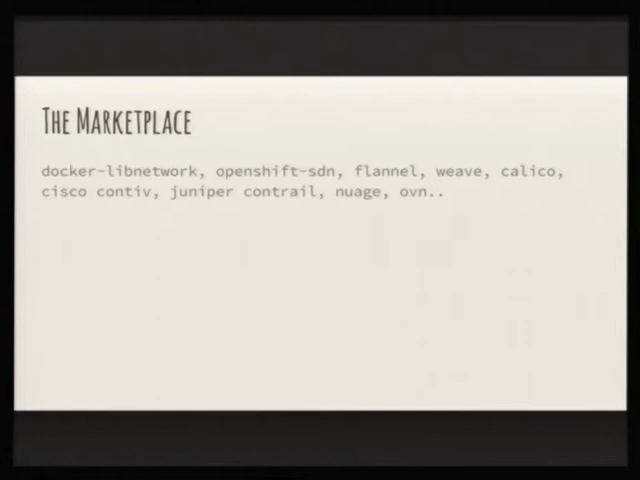 The Marketplace
docker-libnetwork, openshift-sdn, flannel, weave, calico,
cisco contiv, juniper contrail, nuage, ovn..